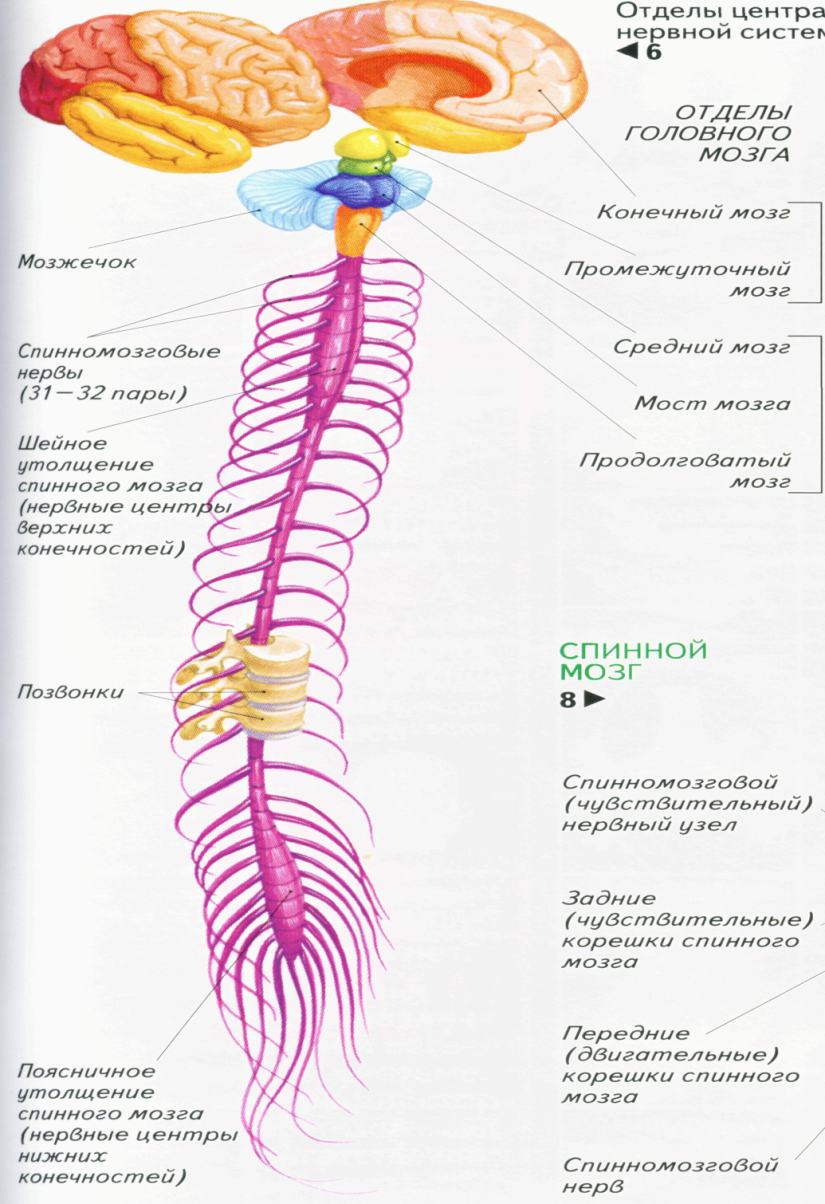 Отделы центра
нервной систем
◄ 6
ОТДЕЛЫ
ГОЛОВНОГО
МОЗГА
Конечный мозг
Промежуточный
мозг
Средний мозг
Мост мозга
Продолговатый
мозг
Мозжечок
Спинномозговые
нервы
(31—32 пары)
Шейное
утолщение
спинного мозга
(нервные центры
верхних
конечностей)
Позвонки
Поясничное
утолщение
спинного мозга
(нервные центры
нижних
конечностей)
СПИННОЙ
МОЗГ
8 ►
Спинномозговой
(чувствительный)
нервный узел
Задние
(чувствительные)
корешки спинного
мозга
Передние
(двигательные)
корешки спинного
мозга
Спинномозговой
нерв